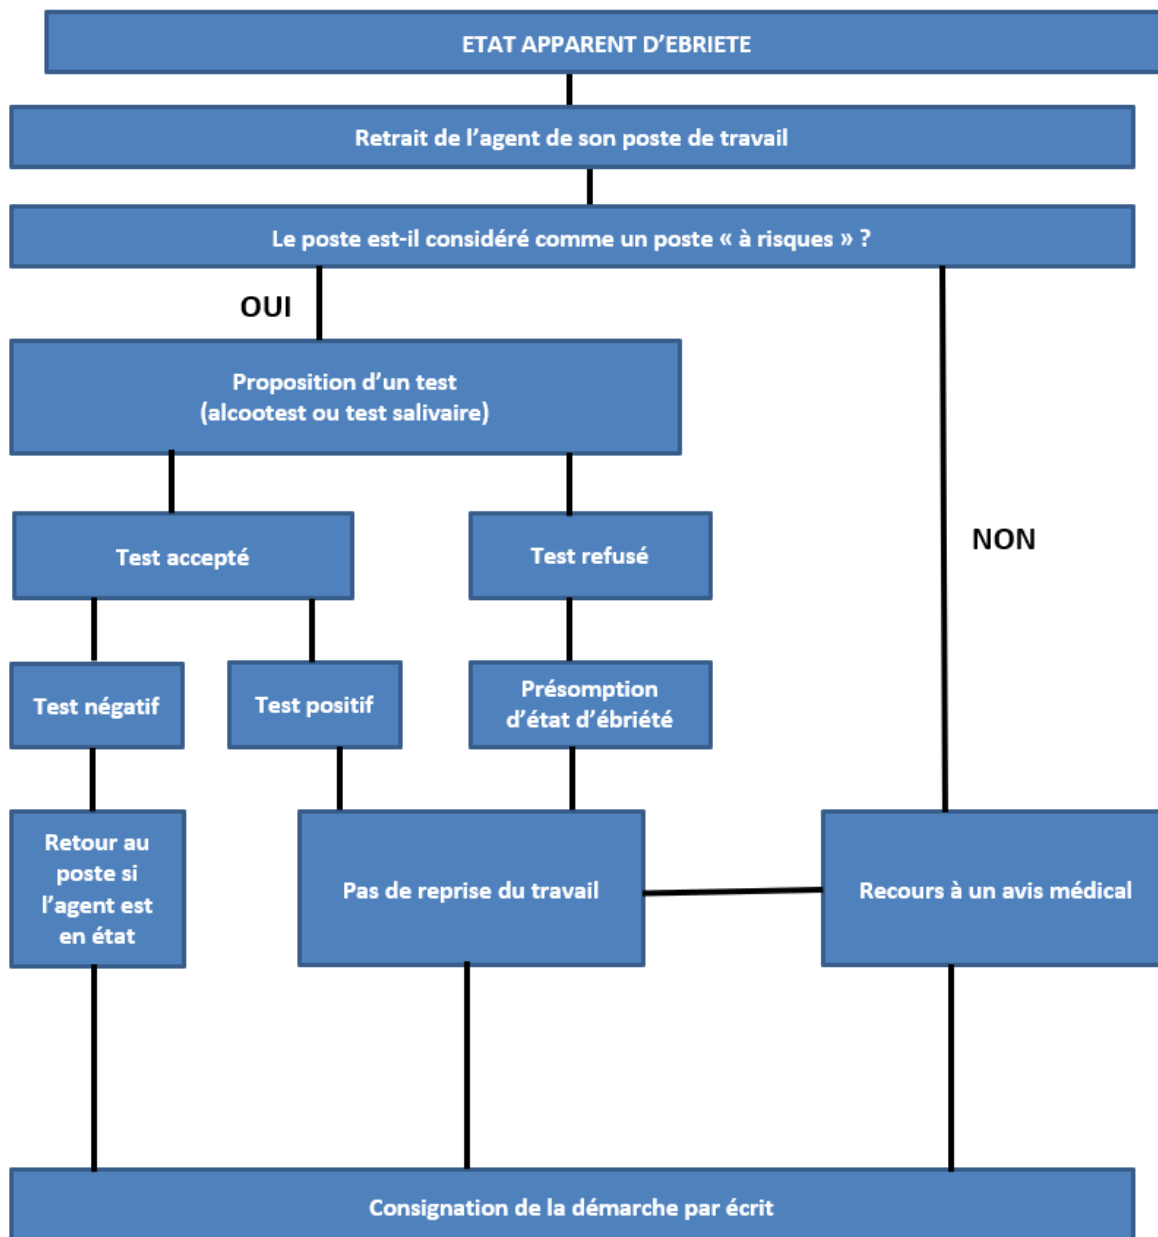 ETAT APPARENT D’EBRIETE
Retrait de l’agent de son poste de travail
Le poste est-il considéré comme un poste « à risques » ?
OUI
Proposition d’un test
(alcootest ou test salivaire)
NON
Test accepté
Test refusé
Test négatif
Test positif
Présomption
d’état d’ébriété
Retour au
poste si
l’agent est
en état
Pas de reprise du travail
Recours à un avis médical
Consignation de la démarche par écrit